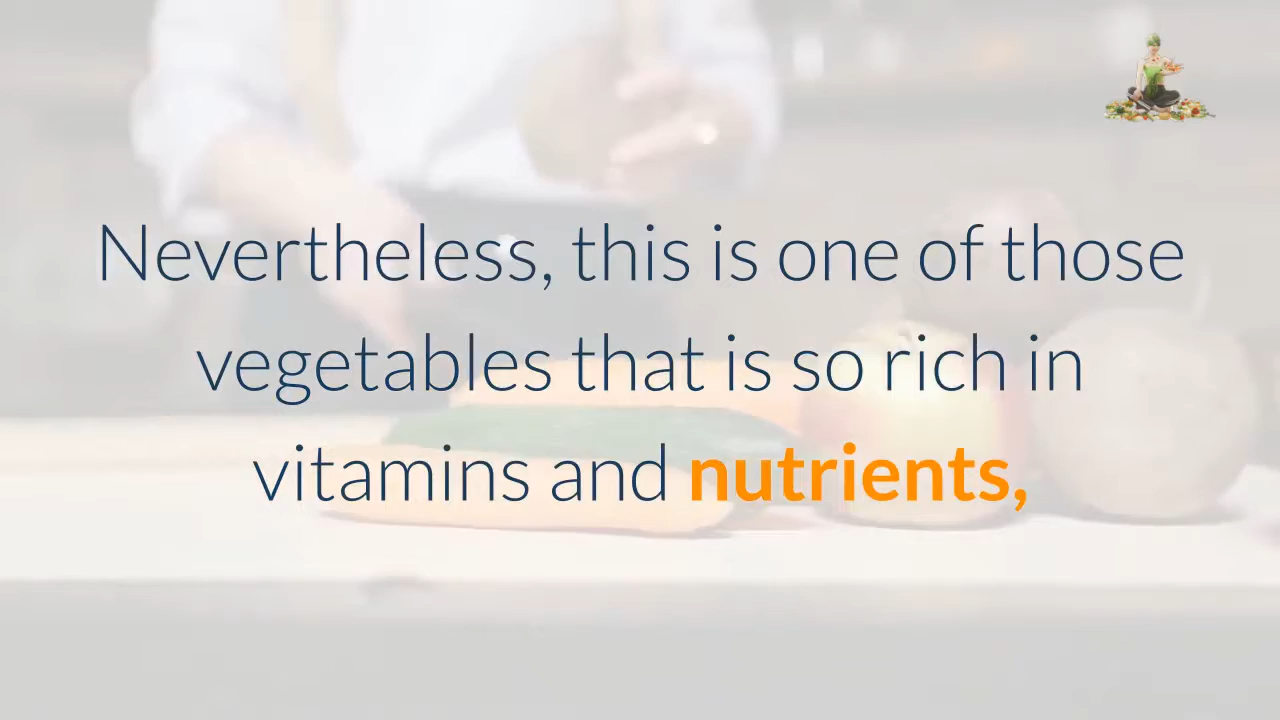 Nevertheless, this is one of those
vegetables that is so rich in
vitamins and nutrients,